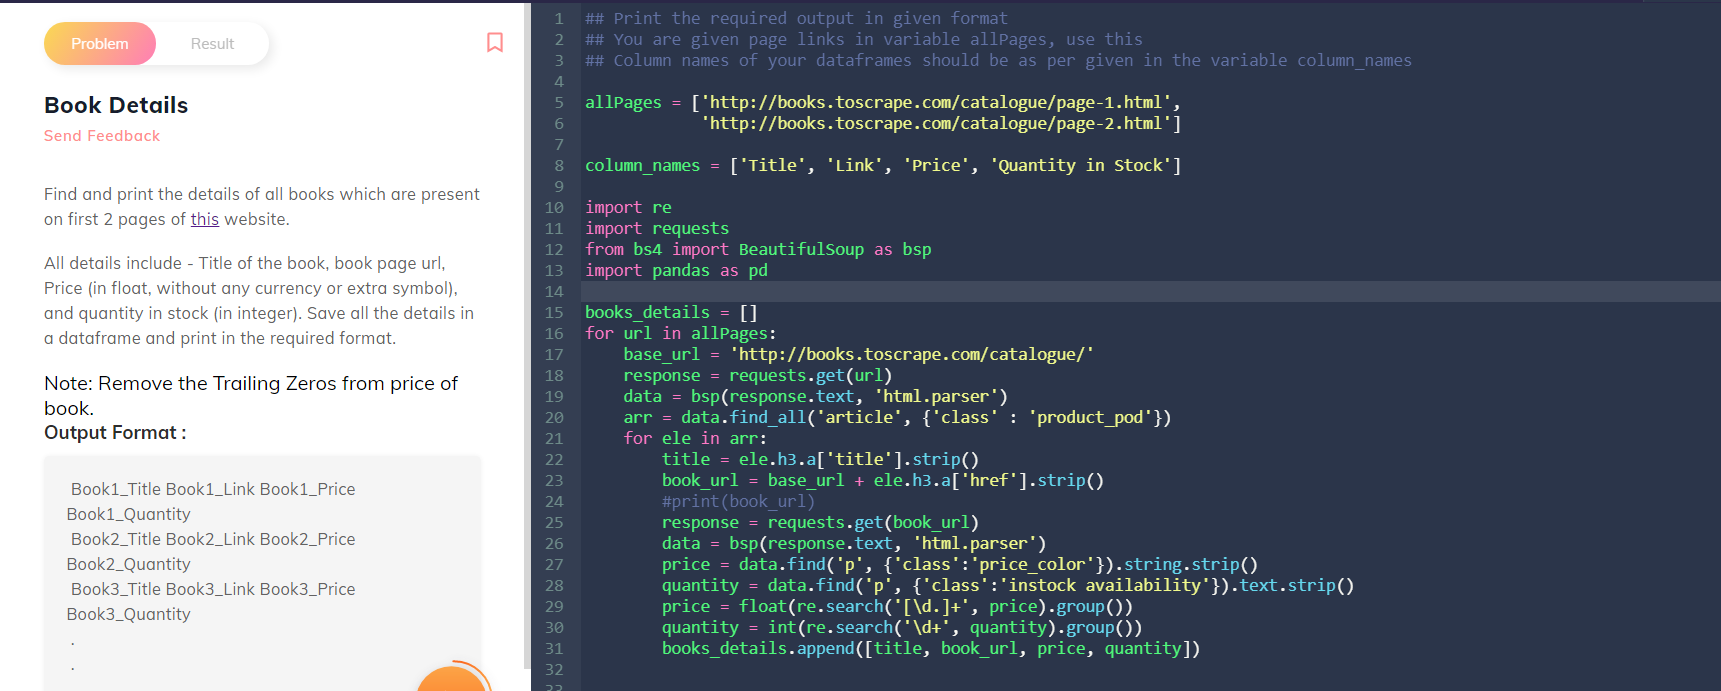 Problem
Result
Book Details
Send Feedback
Find and print the details of all books which are present
on first 2 pages of this website.
All details include - Title of the book, book page url,
Price (in float, without any currency or extra symbol),
and quantity in stock (in integer). Save all the details in
a dataframe and print in the required format.
Note: Remove the Trailing Zeros from price of
book.
Output Format :
Book1_Title Book1_Link Book1_Price
Book1_Quantity
Book2_Title Book2_Link Book2_Price
Book2_Quantity
Book3_Title Book3_Link Book3_Price
Book3_Quantity
.
.
1 ## Print the required output in given format
2 ## You are given page links in variable allPages, use this
3 ## Column names of your dataframes should be as per given in the variable column_names
4
5 allPages = ['http://books.toscrape.com/catalogue/page-1.html',
6             'http://books.toscrape.com/catalogue/page-2.html']
7
8 column_names = ['Title', 'Link', 'Price', 'Quantity in Stock']
9
10 import re
11 import requests
12 from bs4 import BeautifulSoup as bsp
13 import pandas as pd
14
15 books_details = []
16 for url in allPages:
17     base_url = 'http://books.toscrape.com/catalogue/'
18     response = requests.get(url)
19     data = bsp(response.text, 'html.parser')
20     arr = data.find_all('article', {'class' : 'product_pod'})
21     for ele in arr:
22         title = ele.h3.a['title'].strip()
23         book_url = base_url + ele.h3.a['href'].strip()
24         #print(book_url)
25         response = requests.get(book_url)
26         data = bsp(response.text, 'html.parser')
27         price = data.find('p', {'class':'price_color'}).string.strip()
28         quantity = data.find('p', {'class':'instock availability'}).text.strip()
29         price = float(re.search('[\d.]+', price).group())
30         quantity = int(re.search('\d+', quantity).group())
31         books_details.append([title, book_url, price, quantity])
32
33